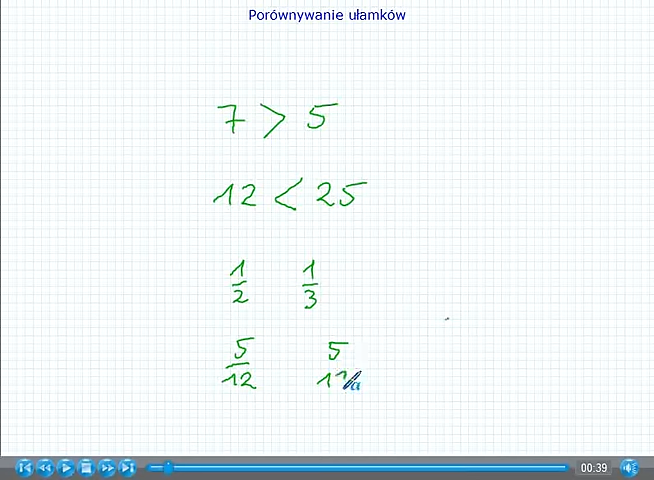 Porównywanie ułamków
7 > 5
12 < 25
1 1
2 3
5 5
12
00:39